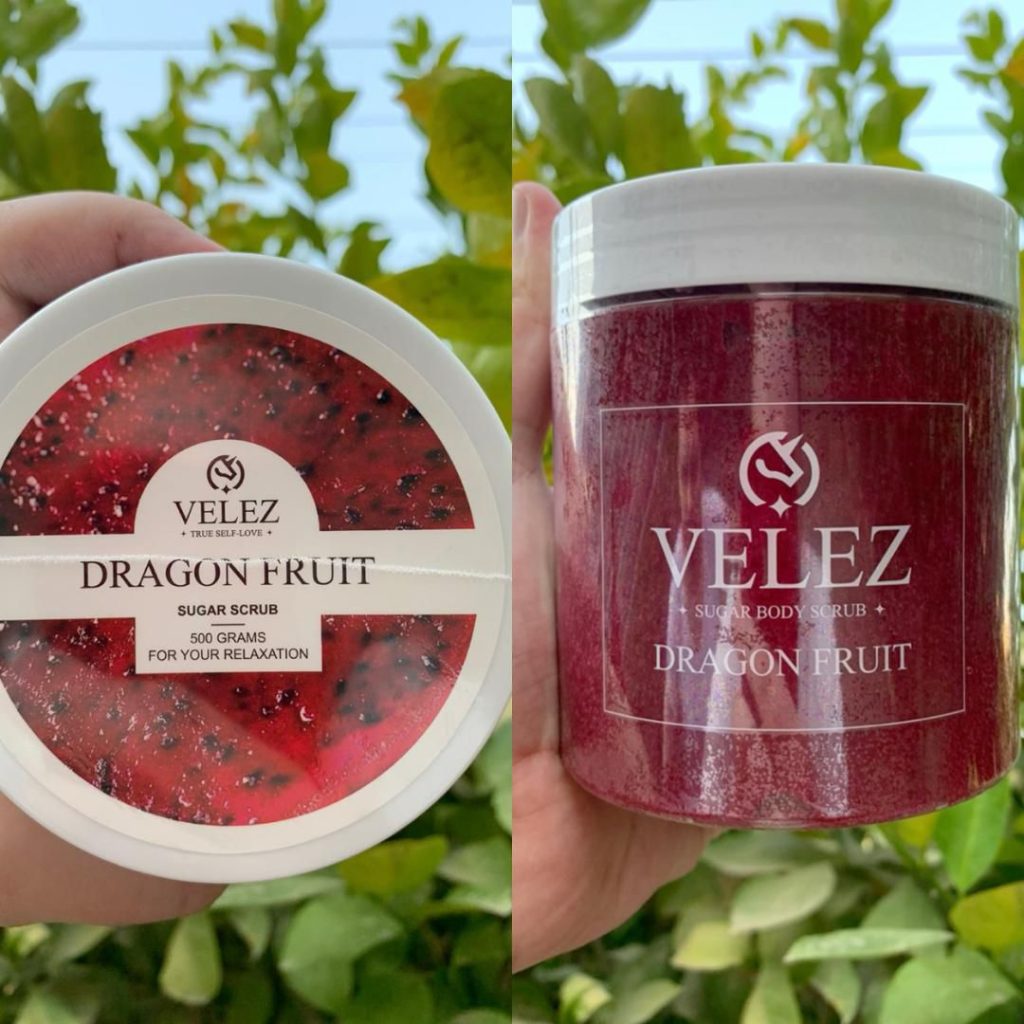 VELEZ
✦ TRUE SELF-LOVE ✦
DRAGON FRUIT
SUGAR SCRUB
500 GRAMS
FOR YOUR RELAXATION
VELEZ
✦ SUGAR BODY SCRUB ✦
DRAGON FRUIT